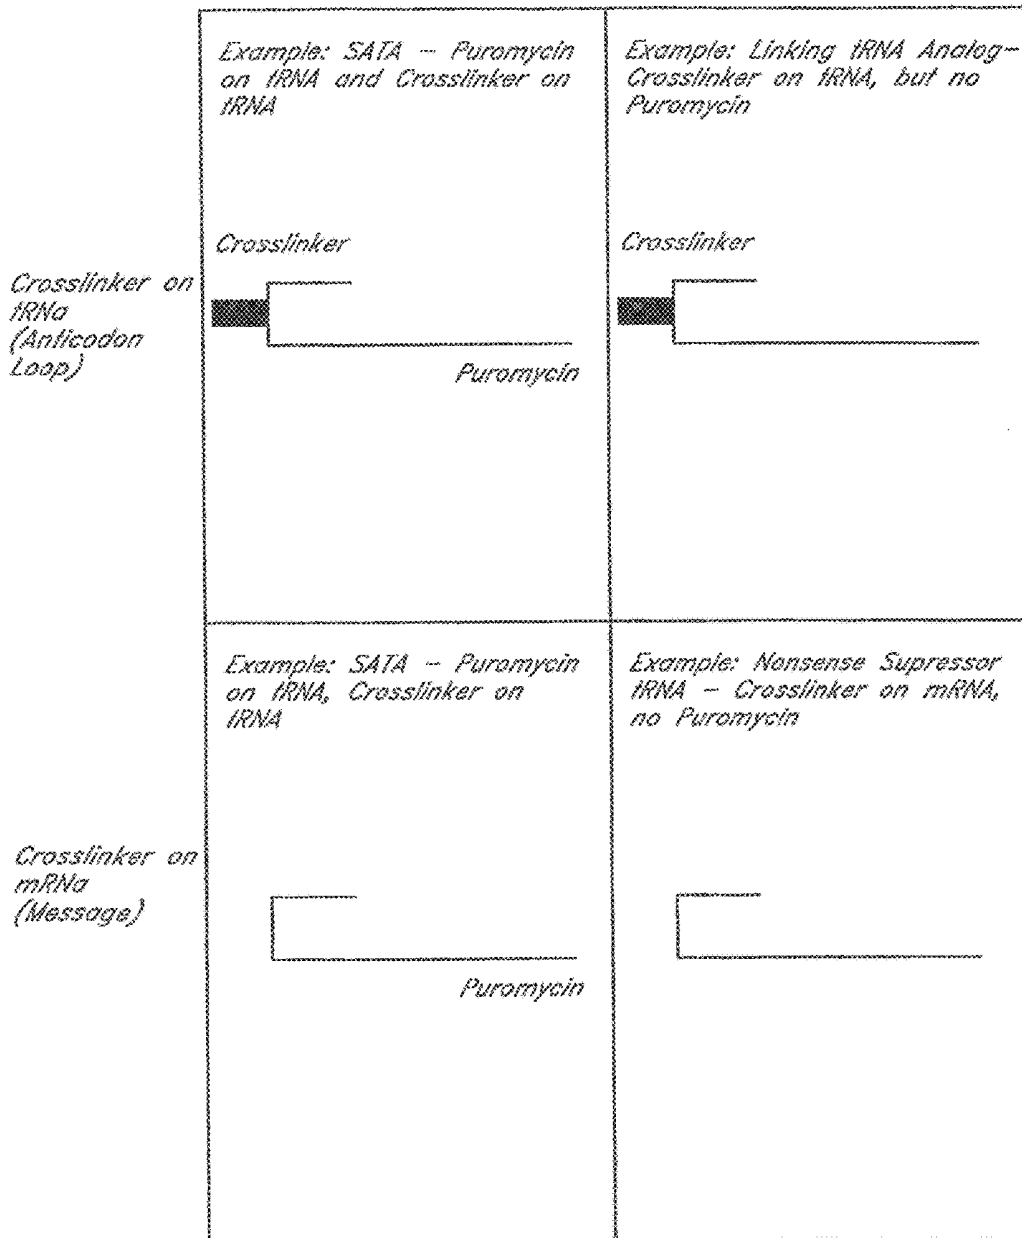 Example: SATA – Puromycin
on tRNA and Crosslinker on
tRNA
Example: Linking tRNA Analog–
Crosslinker on tRNA, but no
Puromycin
Crosslinker
Crosslinker
Crosslinker on
tRNa
(Anticodon
Loop)
Puromycin
Example: SATA – Puromycin
on tRNA, Crosslinker on
tRNA
Example: Nonsense Supressor
tRNA – Crosslinker on mRNA,
no Puromycin
Crosslinker on
mRNa
(Message)
Puromycin